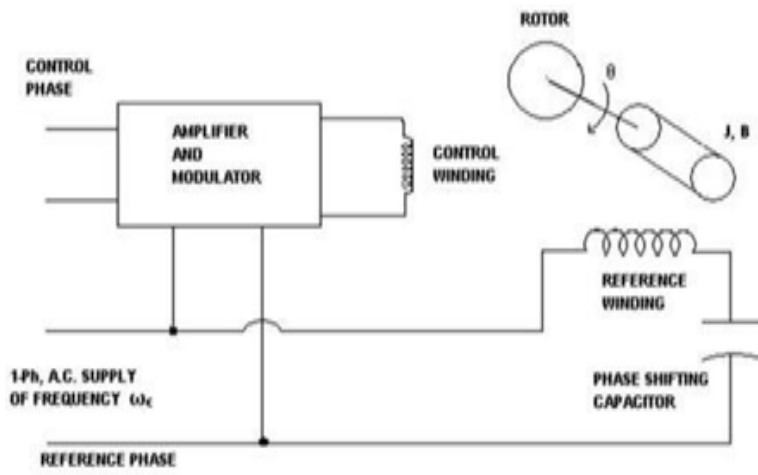 ROTOR
CONTROL
PHASE
θ
AMPLIFIER
AND
MODULATOR
CONTROL
WINDING
J, B
REFERENCE
WINDING
1-Ph, A.C. SUPPLY
OF FREQUENCY ωc
PHASE SHIFTING
CAPACITOR
REFERENCE PHASE